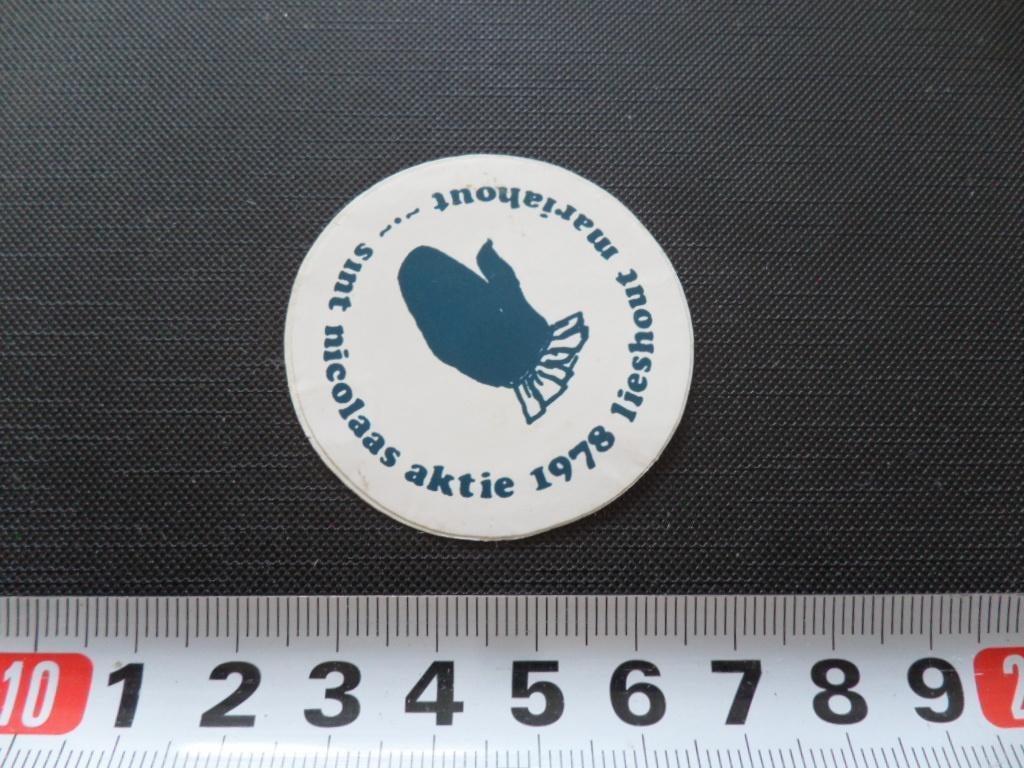 sint nicolaas aktie 1978 lieshout mariahout
10 1 2 3 4 5 6 7 8 9 2